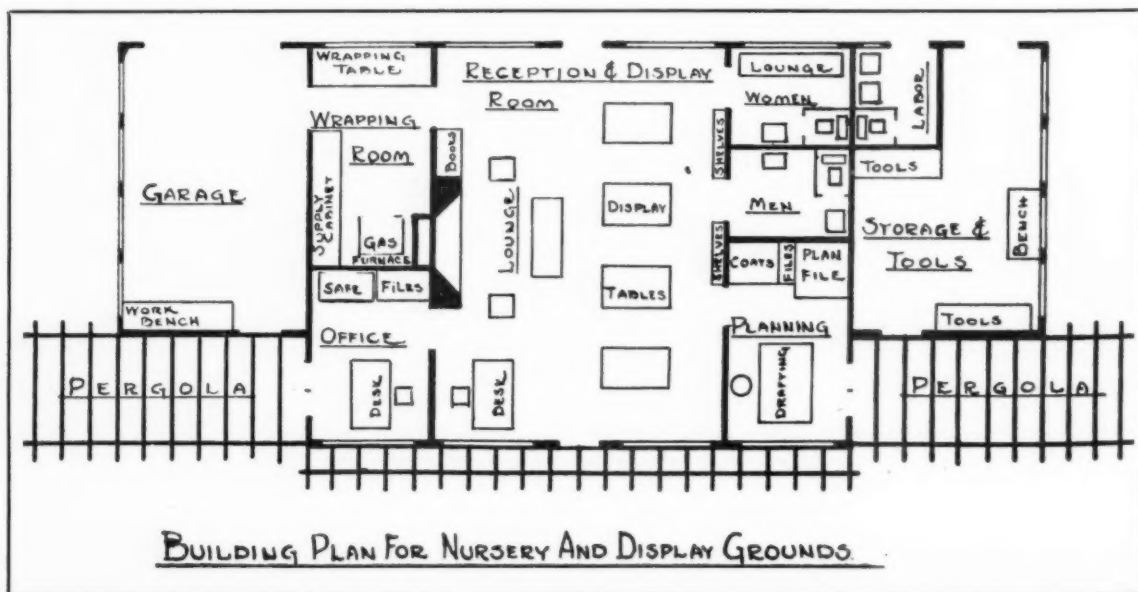 WRAPPING
TABLE
RECEPTION & DISPLAY
ROOM
LOUNGE
WOMEN
LABOR
WRAPPING
ROOM
BOOKS
SHELVES
TOOLS
GARAGE
SUPPLY
CABINET
LOUNGE
DISPLAY
MEN
STORAGE &
TOOLS
BENCH
GAS
FURNACE
SHELVES
COATS
FILES
PLAN
FILE
SAFE
FILES
TABLES
WORK
BENCH
OFFICE
PLANNING
TOOLS
PERGOLA
DESK
DESK
DRAFTING
PERGOLA
BUILDING PLAN FOR NURSERY AND DISPLAY GROUNDS.